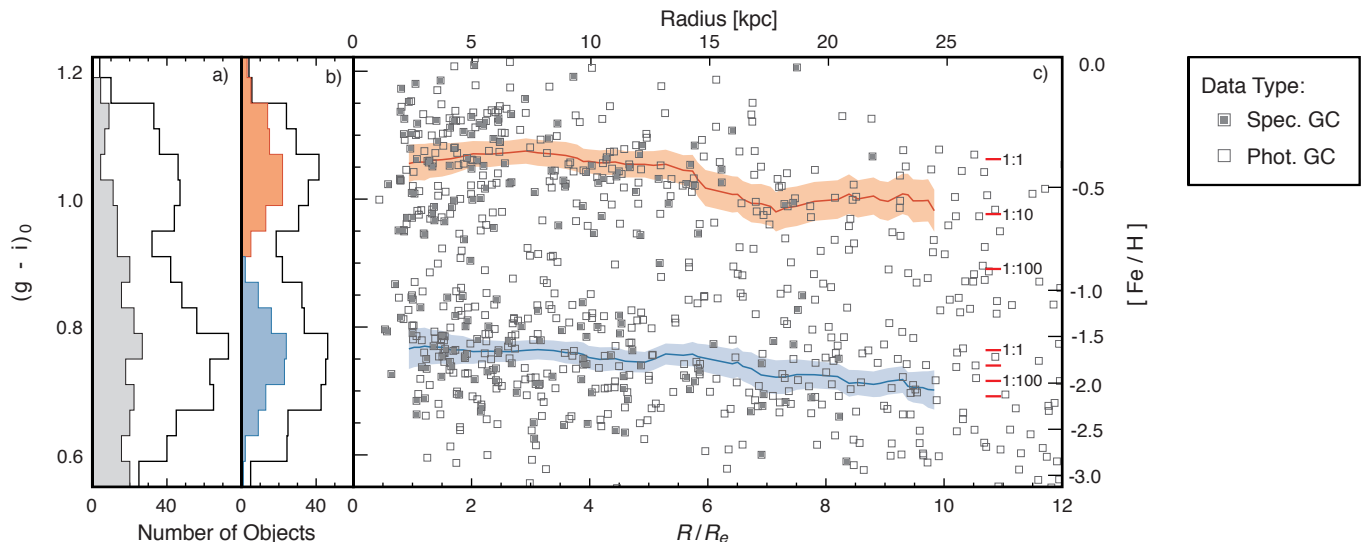 Radius [kpc]
0 5 10 15 20 25
a) b) c)
1.2 1.0 0.8 0.6
(g - i)0
0.0 -0.5 -1.0 -1.5 -2.0 -2.5 -3.0
[ Fe / H ]
1:1
1:10
1:100
1:1
1:100
0 40 80 0 40 2 4 6 8 10 12
Number of Objects
R / Re
Data Type:
Spec. GC
Phot. GC